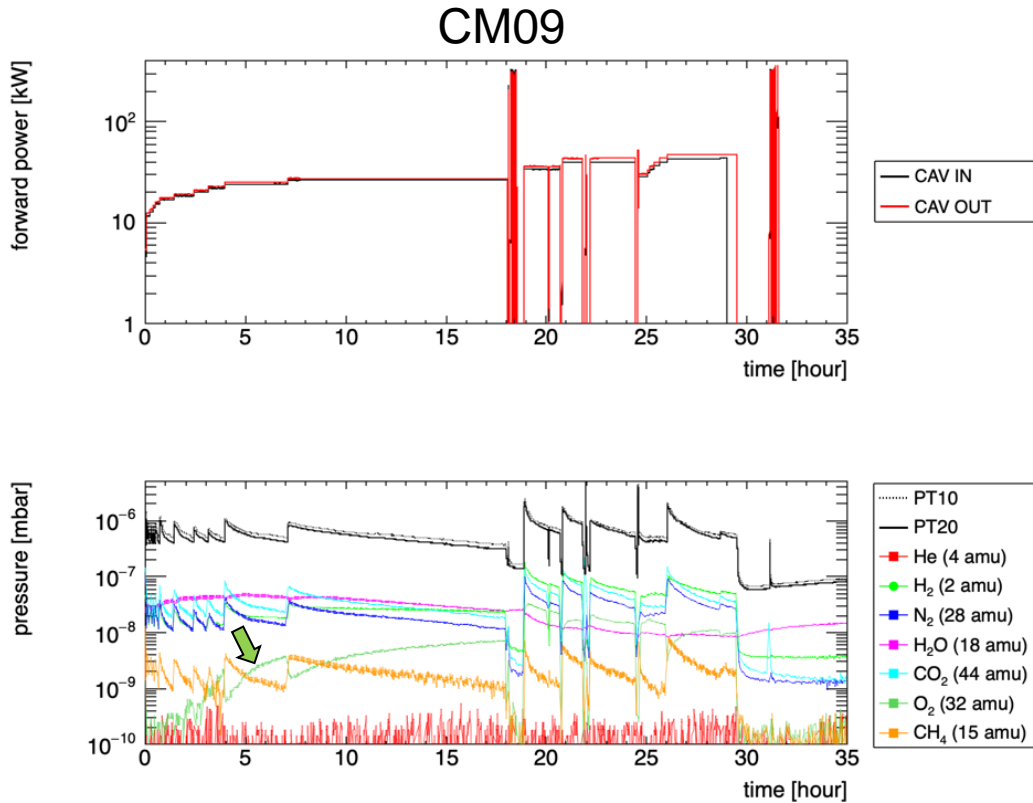 CM09
forward power [kW]
10²
10
1
0 5 10 15 20 25 30 35
time [hour]
CAV IN
CAV OUT
pressure [mbar]
10⁻⁶
10⁻⁷
10⁻⁸
10⁻⁹
10⁻¹⁰
0 5 10 15 20 25 30 35
time [hour]
PT10
PT20
He (4 amu)
H₂ (2 amu)
N₂ (28 amu)
H₂O (18 amu)
CO₂ (44 amu)
O₂ (32 amu)
CH₄ (15 amu)